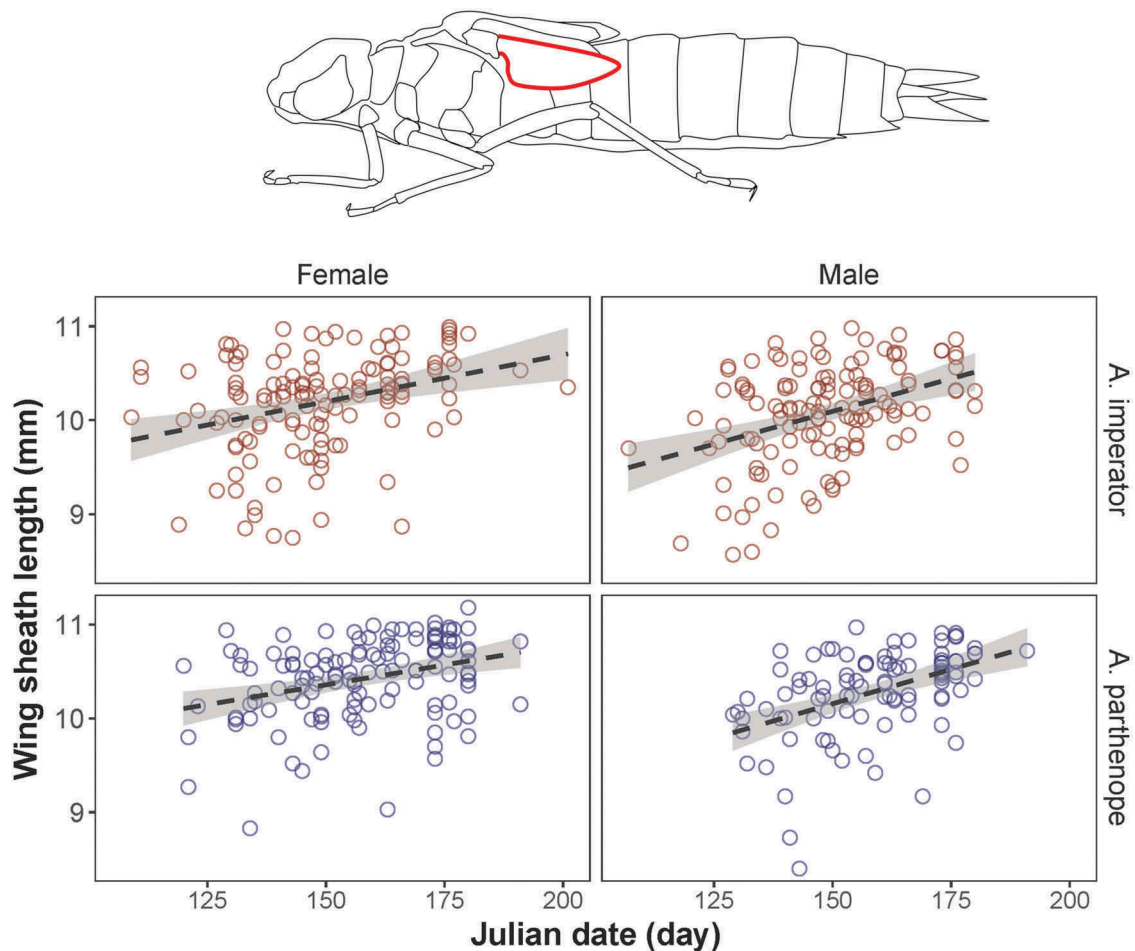 Female
Male
Wing sheath length (mm)
11
10
9
A. imperator
11
10
9
A. parthenope
125
150
175
200
125
150
175
200
Julian date (day)